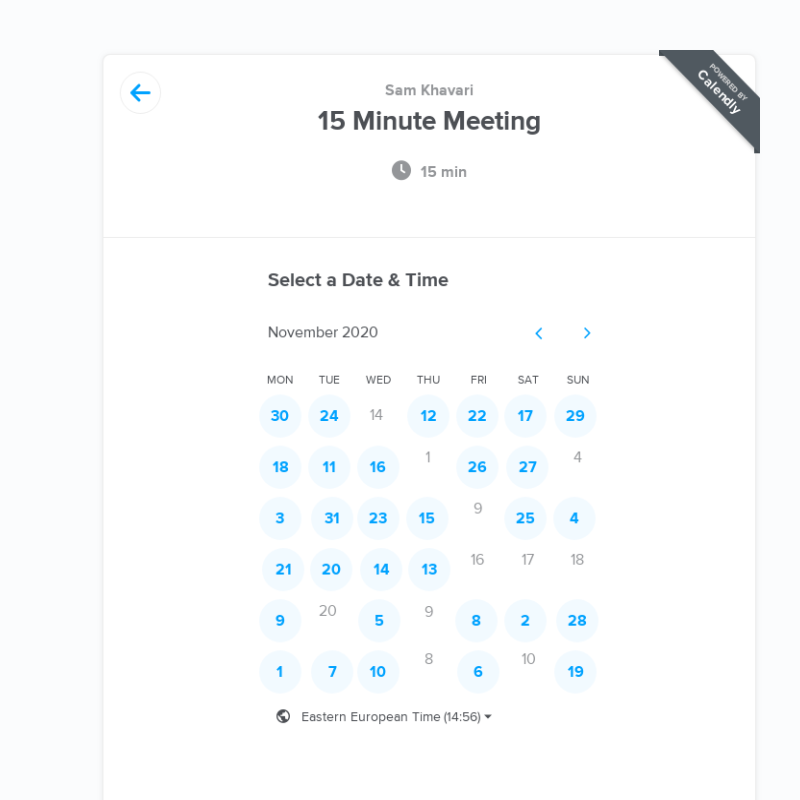 POWERED BY
Calendly
Sam Khavari
15 Minute Meeting
15 min
Select a Date & Time
November 2020
MON TUE WED THU FRI SAT SUN
30 24 14 12 22 17 29
18 11 16 1 26 27 4
3 31 23 15 9 25 4
21 20 14 13 16 17 18
9 20 5 9 8 2 28
1 7 10 8 6 10 19
Eastern European Time (14:56)